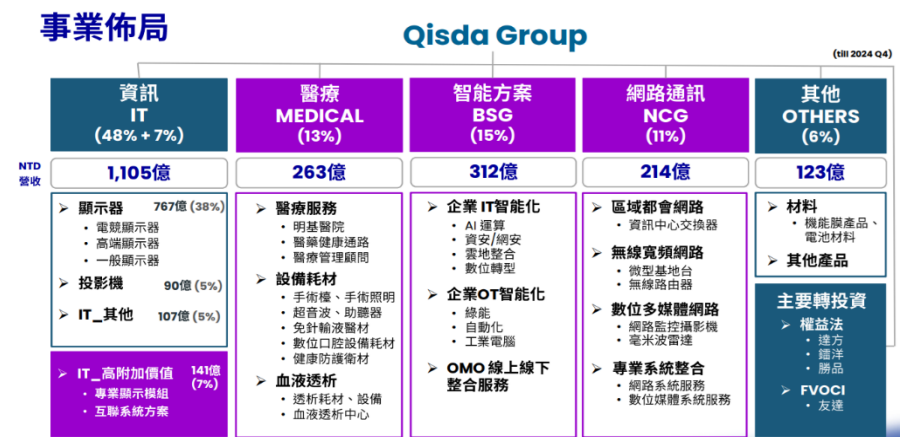 事業佈局
Qisda Group
(till 2024 Q4)
資訊
IT
(48% + 7%)
醫療
MEDICAL
(13%)
智能方案
BSG
(15%)
網路通訊
NCG
(11%)
其他
OTHERS
(6%)
NTD
營收
1,105億
263億
312億
214億
123億
➢ 顯示器 767億 (38%)
• 電競顯示器
• 高端顯示器
• 一般顯示器
➢ 投影機 90億 (5%)
➢ IT_其他 107億 (5%)
➢ IT_高附加價值 141億
(7%)
• 專業顯示模組
• 互聯系統方案
➢ 醫療服務
• 明基醫院
• 醫藥健康通路
• 醫療管理顧問
➢ 設備耗材
• 手術檯、手術照明
• 超音波、助聽器
• 免針輸液醫材
• 數位口腔設備耗材
• 健康防護衛材
➢ 血液透析
• 透析耗材、設備
• 血液透析中心
➢ 企業 IT智能化
• AI 運算
• 資安/網安
• 雲地整合
• 數位轉型
➢ 企業OT智能化
• 綠能
• 自動化
• 工業電腦
➢ OMO 線上線下
整合服務
➢ 區域都會網路
• 資訊中心交換器
➢ 無線寬頻網路
• 微型基地台
• 無線路由器
➢ 數位多媒體網路
• 網路監控攝影機
• 毫米波雷達
➢ 專業系統整合
• 網路系統服務
• 數位媒體系統服務
➢ 材料
• 機能膜產品、
電池材料
➢ 其他產品
主要轉投資
➢ 權益法
• 達方
• 鐳洋
• 勝品
➢ FVOCI
• 友達